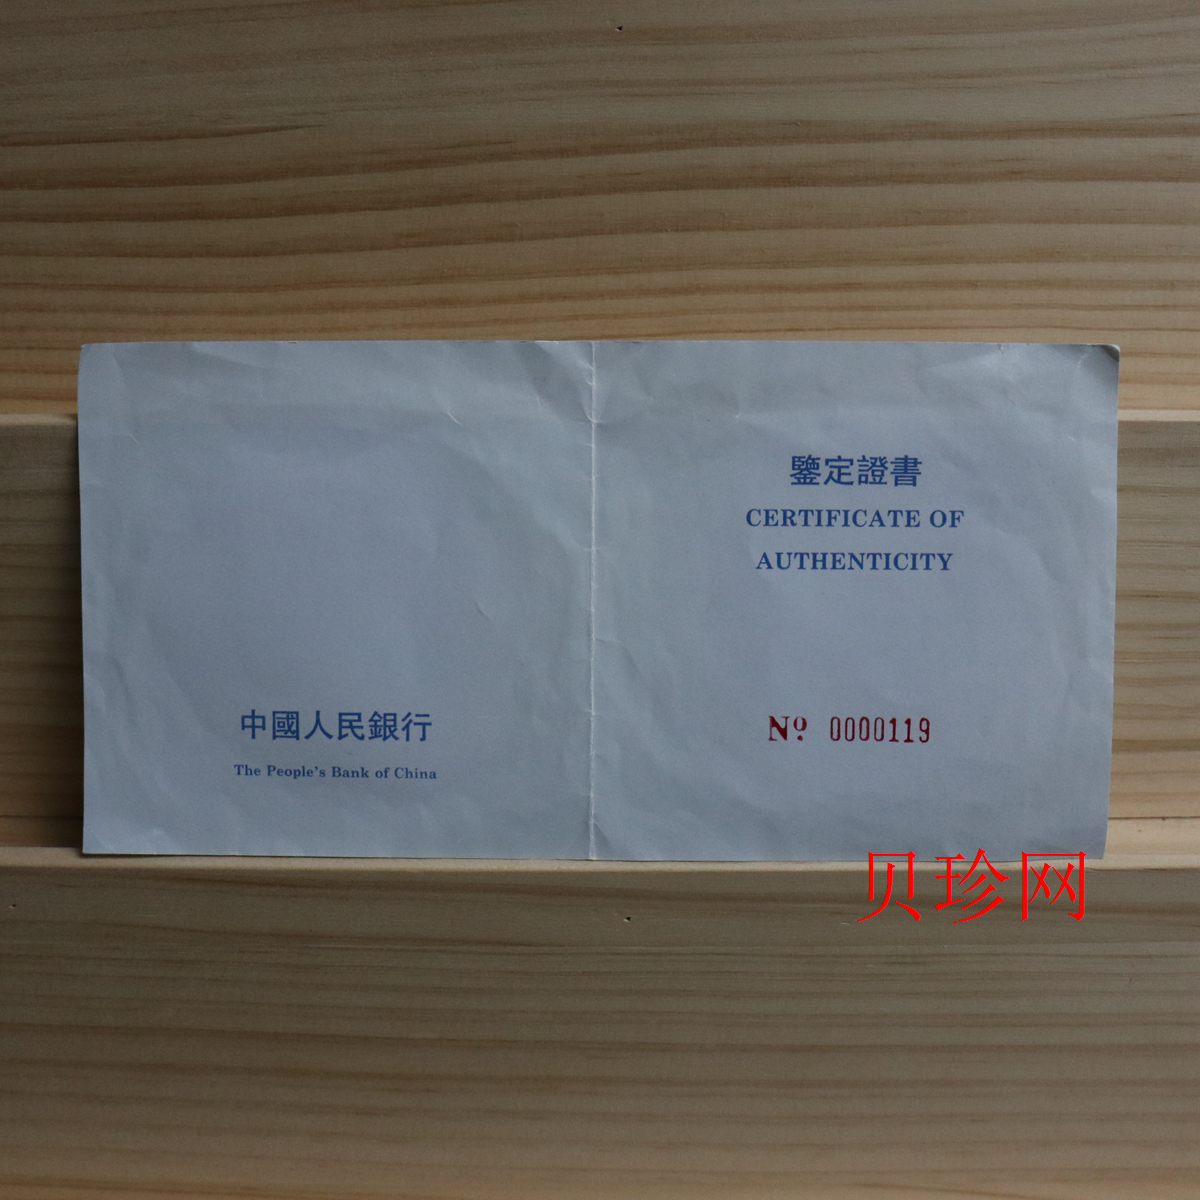 中國人民銀行
The People's Bank of China
鑒定證書
CERTIFICATE OF
AUTHENTICITY
Nº 0000119
贝珍网